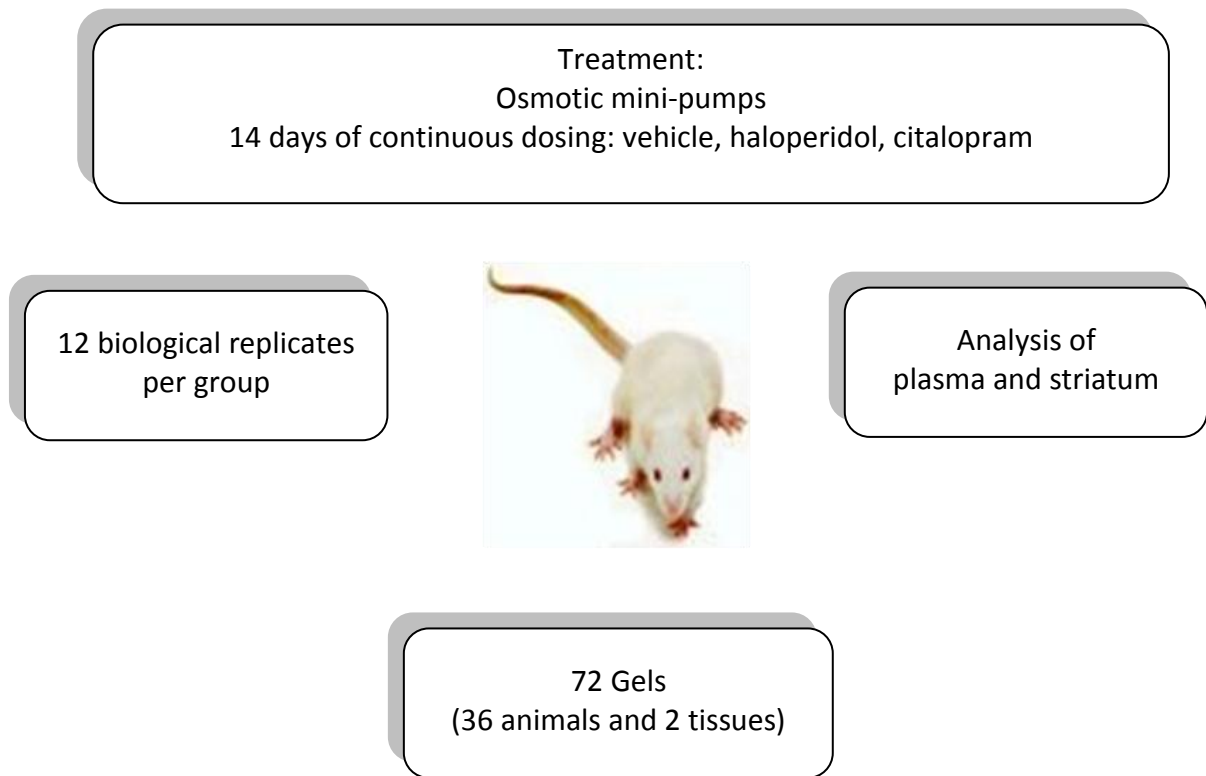 Treatment:
Osmotic mini-pumps
14 days of continuous dosing: vehicle, haloperidol, citalopram
12 biological replicates
per group
Analysis of
plasma and striatum
72 Gels
(36 animals and 2 tissues)